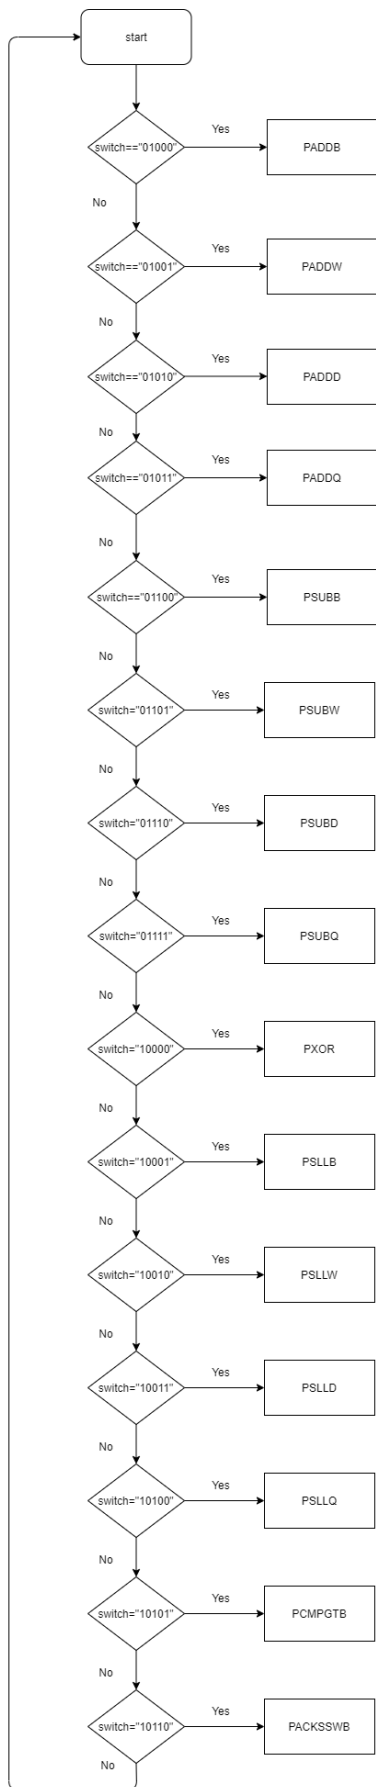 start
switch=="01000"
Yes
PADDB
No
switch=="01001"
Yes
PADDW
No
switch=="01010"
Yes
PADDD
No
switch=="01011"
Yes
PADDQ
No
switch=="01100"
Yes
PSUBB
No
switch="01101"
Yes
PSUBW
No
switch="01110"
Yes
PSUBD
No
switch="01111"
Yes
PSUBQ
No
switch="10000"
Yes
PXOR
No
switch="10001"
Yes
PSLLB
No
switch="10010"
Yes
PSLLW
No
switch="10011"
Yes
PSLLD
No
switch="10100"
Yes
PSLLQ
No
switch="10101"
Yes
PCMPGTB
No
switch="10110"
Yes
PACKSSWB
No